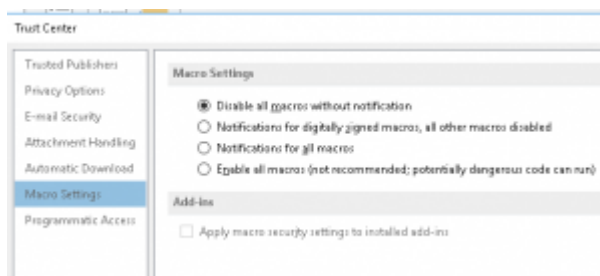 Trust Center
Trusted Publishers
Privacy Options
E-mail Security
Attachment Handling
Automatic Download
Macro Settings
Programmatic Access
Macro Settings
Disable all macros without notification
Notifications for digitally signed macros, all other macros disabled
Notifications for all macros
Enable all macros (not recommended; potentially dangerous code can run)
Add-ins
Apply macro security settings to installed add-ins